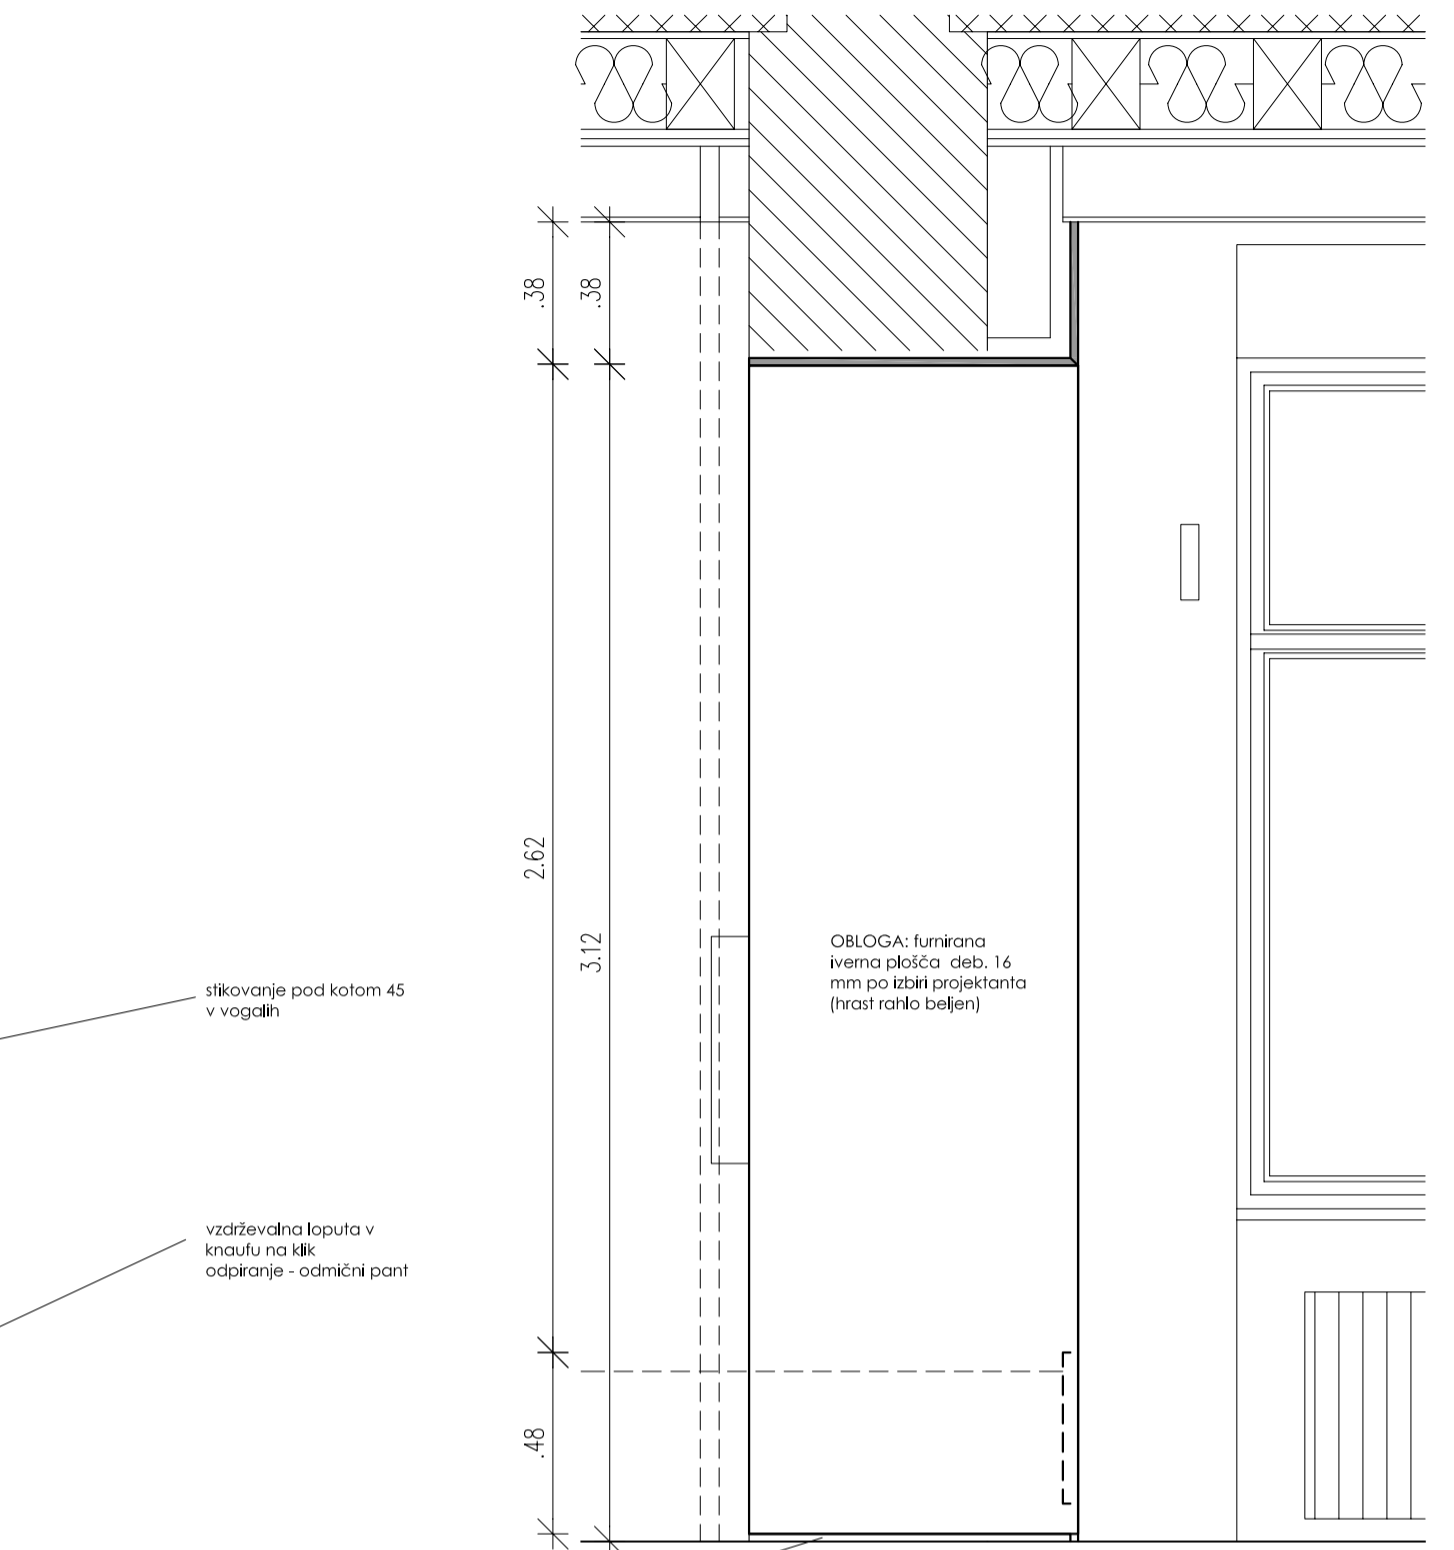 .38
.38
2.62
3.12
OBLOGA: furnirana
iverna plošča deb. 16
mm po izbiri projektanta
(hrast rahlo beljen)
stikovanje pod kotom 45
v vogalih
vzdrževalna loputa v
knaufu na klik
odpiranje - odmični pant
.48